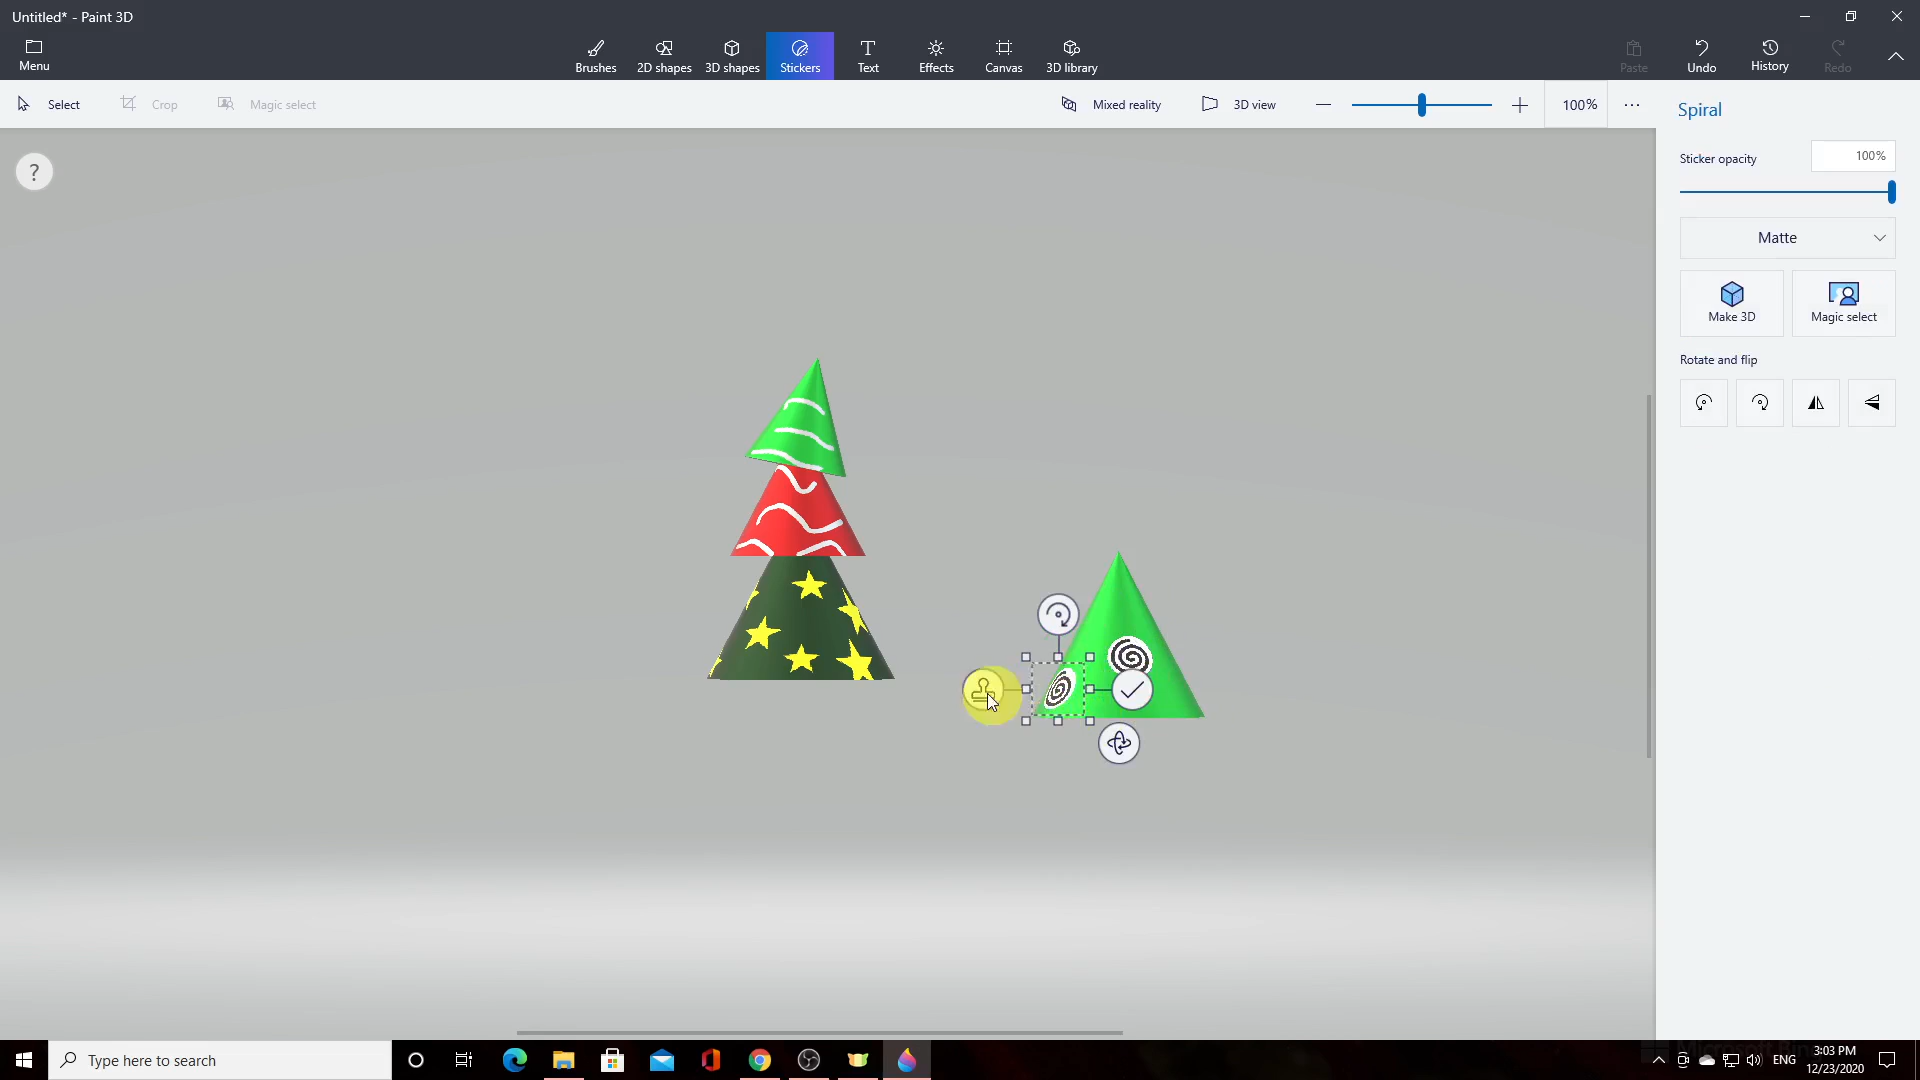 Untitled* - Paint 3D
Menu
Brushes
2D shapes
3D shapes
Stickers
Text
Effects
Canvas
3D library
Paste
Undo
History
Redo
Select
Crop
Magic select
Mixed reality
3D view
100%
Spiral
?
Sticker opacity
100%
Matte
Make 3D
Magic select
Rotate and flip
Type here to search
ENG
3:03 PM
12/23/2020